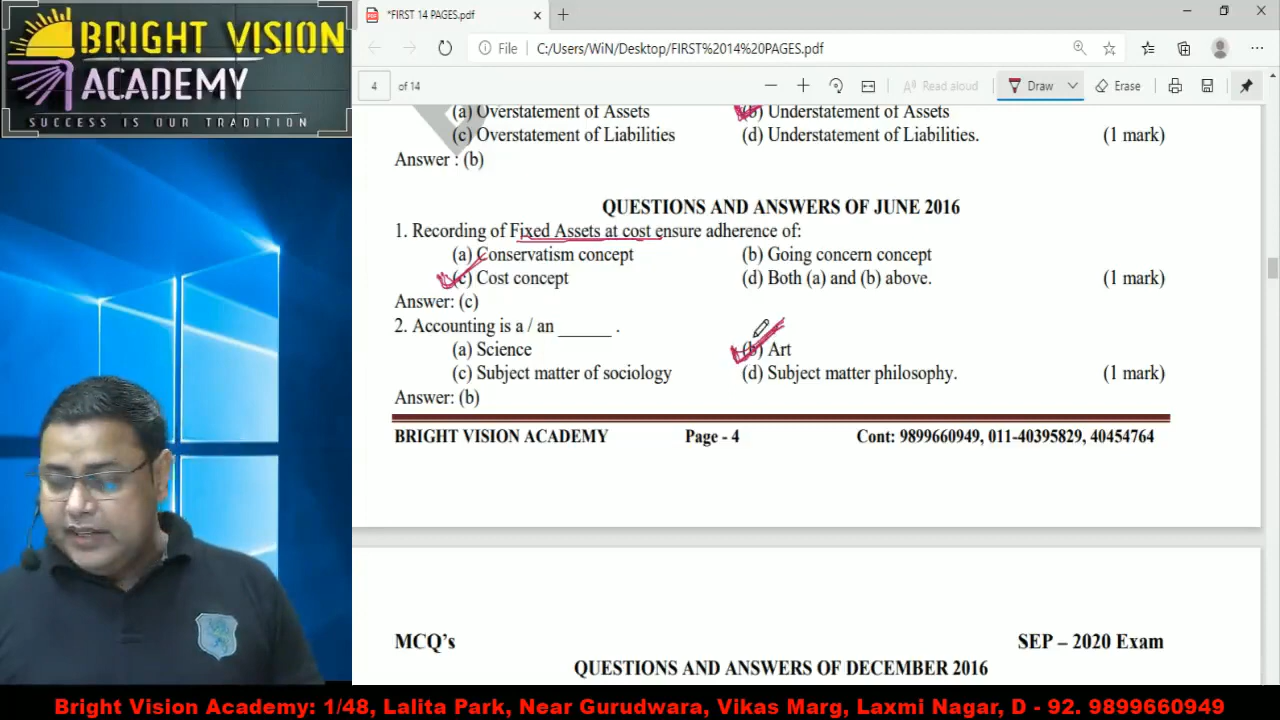 BRIGHT VISION
ACADEMY
SUCCESS IS OUR TRADITION
*FIRST 14 PAGES.pdf
File C:/Users/WiN/Desktop/FIRST%2014%20PAGES.pdf
4 of 14 Read aloud Draw Erase
(a) Overstatement of Assets (b) Understatement of Assets
(c) Overstatement of Liabilities (d) Understatement of Liabilities. (1 mark)
Answer : (b)
QUESTIONS AND ANSWERS OF JUNE 2016
1. Recording of Fixed Assets at cost ensure adherence of:
(a) Conservatism concept (b) Going concern concept
(c) Cost concept (d) Both (a) and (b) above. (1 mark)
Answer: (c)
2. Accounting is a / an ______ .
(a) Science (b) Art
(c) Subject matter of sociology (d) Subject matter philosophy. (1 mark)
Answer: (b)
BRIGHT VISION ACADEMY Page - 4 Cont: 9899660949, 011-40395829, 40454764
MCQ's SEP – 2020 Exam
QUESTIONS AND ANSWERS OF DECEMBER 2016
Bright Vision Academy: 1/48, Lalita Park, Near Gurudwara, Vikas Marg, Laxmi Nagar, D - 92. 9899660949